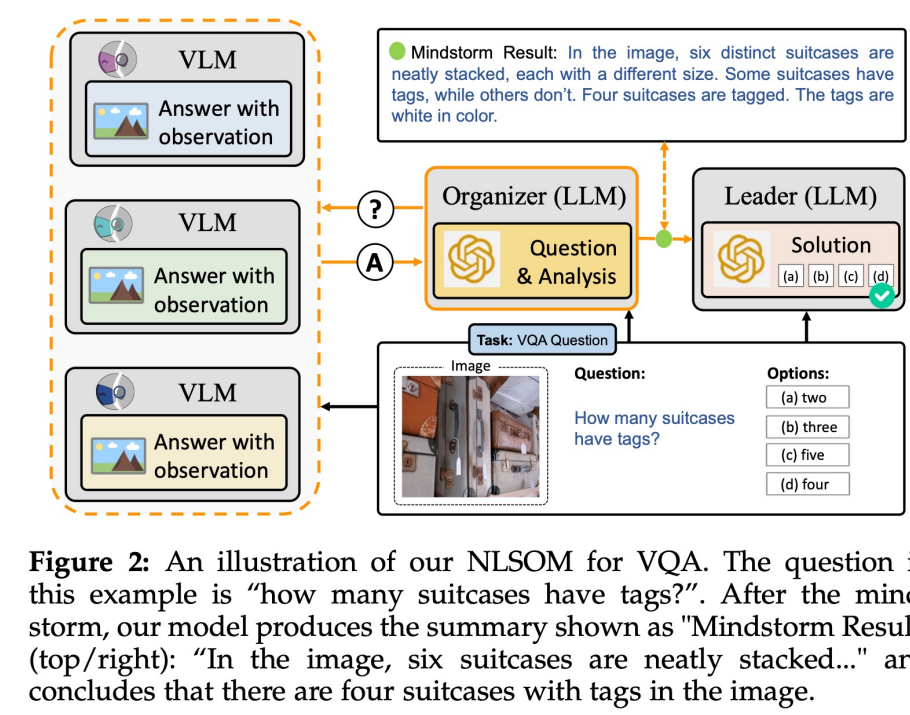 VLM
Answer with
observation
VLM
Answer with
observation
VLM
Answer with
observation
?
A
Mindstorm Result: In the image, six distinct suitcases are
neatly stacked, each with a different size. Some suitcases have
tags, while others don't. Four suitcases are tagged. The tags are
white in color.
Organizer (LLM)
Question
& Analysis
Leader (LLM)
Solution
(a) (b) (c) (d)
Task: VQA Question
Image
Question:
How many suitcases
have tags?
Options:
(a) two
(b) three
(c) five
(d) four
Figure 2: An illustration of our NLSOM for VQA. The question i
this example is “how many suitcases have tags?”. After the mind
storm, our model produces the summary shown as "Mindstorm Resul
(top/right): “In the image, six suitcases are neatly stacked..." an
concludes that there are four suitcases with tags in the image.